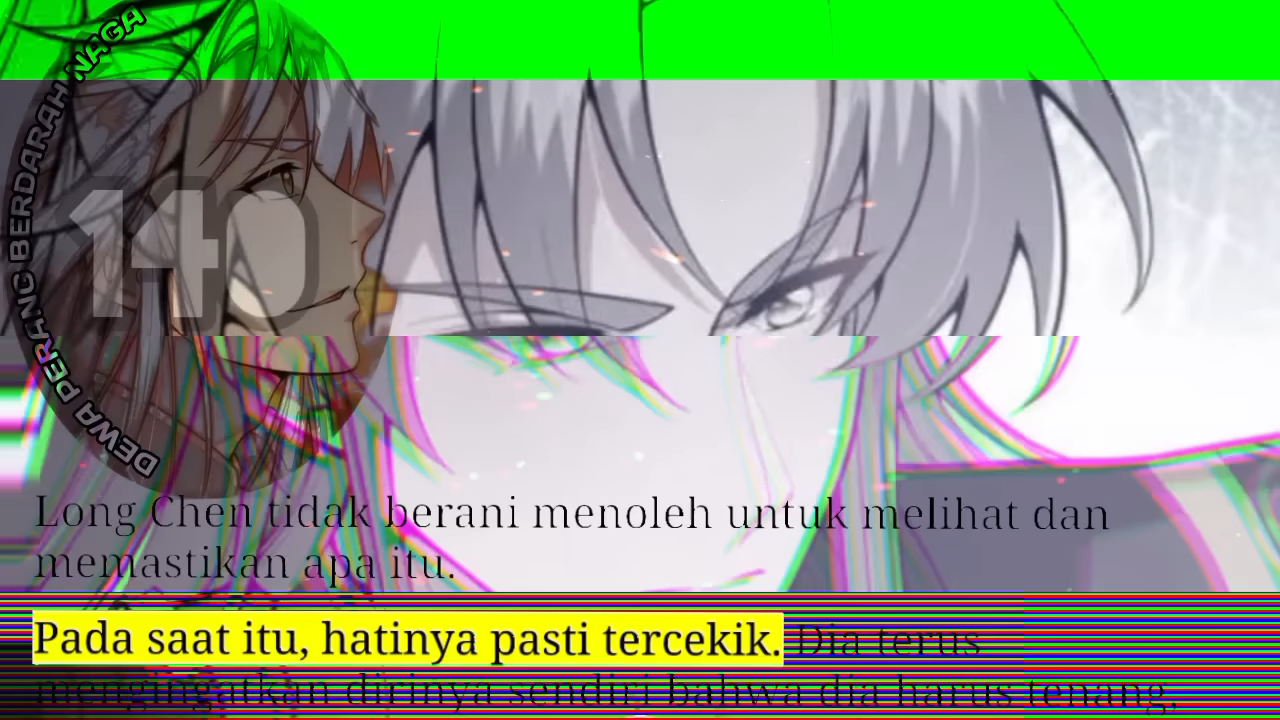 DEWA PERANG BERDARAH NAGA
140
Long Chen tidak berani menoleh untuk melihat dan
memastikan apa itu.
Pada saat itu, hatinya pasti tercekik. Dia terus
mengingatkan dirinya sendiri bahwa dia harus tenang,